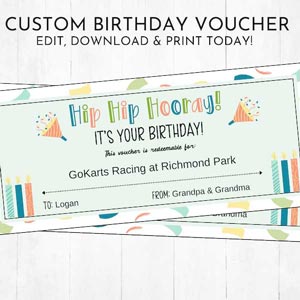 CUSTOM BIRTHDAY VOUCHER
EDIT, DOWNLOAD & PRINT TODAY!
Hip Hip Hooray!
IT'S YOUR BIRTHDAY!
This voucher is redeemable for:
GoKarts Racing at Richmond Park
TO: Logan
FROM: Grandpa & Grandma
Grandma